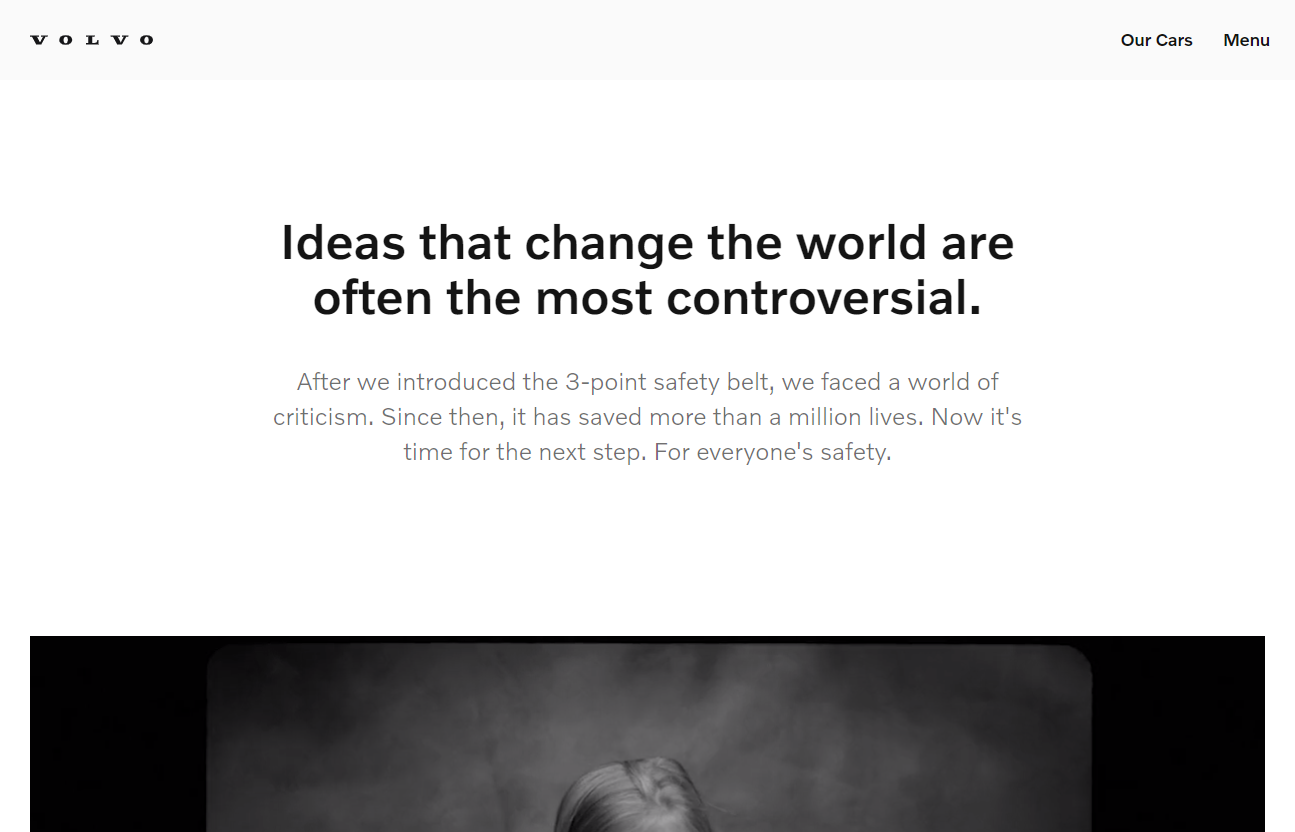 VOLVO
Our Cars
Menu
Ideas that change the world are
often the most controversial.
After we introduced the 3-point safety belt, we faced a world of
criticism. Since then, it has saved more than a million lives. Now it's
time for the next step. For everyone's safety.